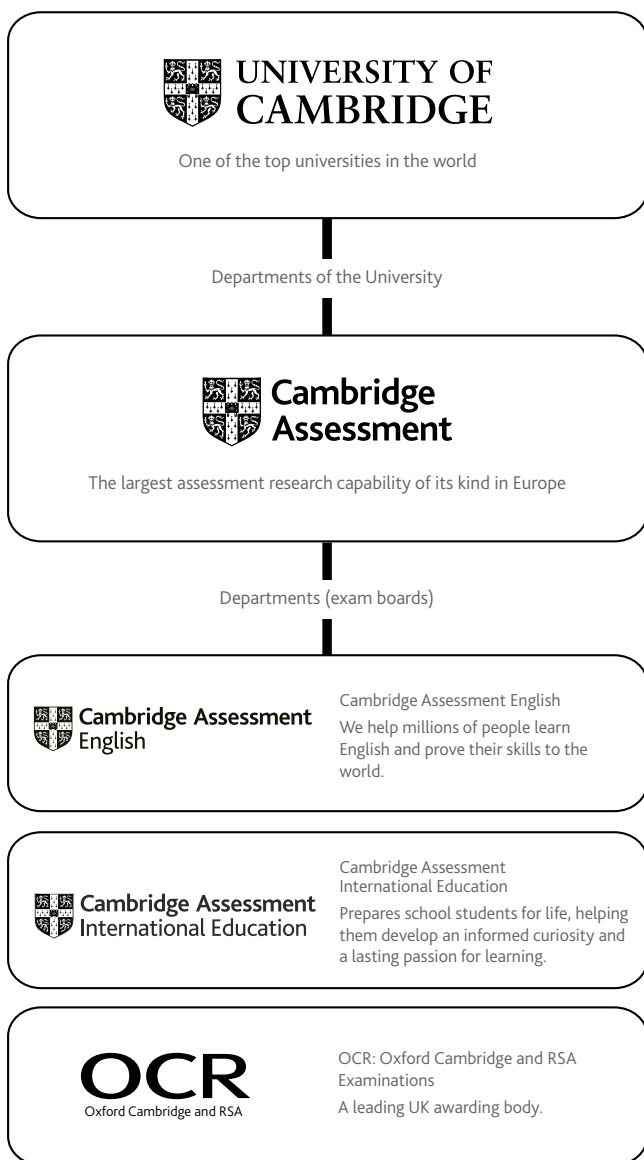 UNIVERSITY OF
CAMBRIDGE
One of the top universities in the world
Departments of the University
Cambridge
Assessment
The largest assessment research capability of its kind in Europe
Departments (exam boards)
Cambridge Assessment
English
Cambridge Assessment English
We help millions of people learn
English and prove their skills to the
world.
Cambridge Assessment
International Education
Cambridge Assessment
International Education
Prepares school students for life, helping
them develop an informed curiosity and
a lasting passion for learning.
OCR
Oxford Cambridge and RSA
OCR: Oxford Cambridge and RSA
Examinations
A leading UK awarding body.